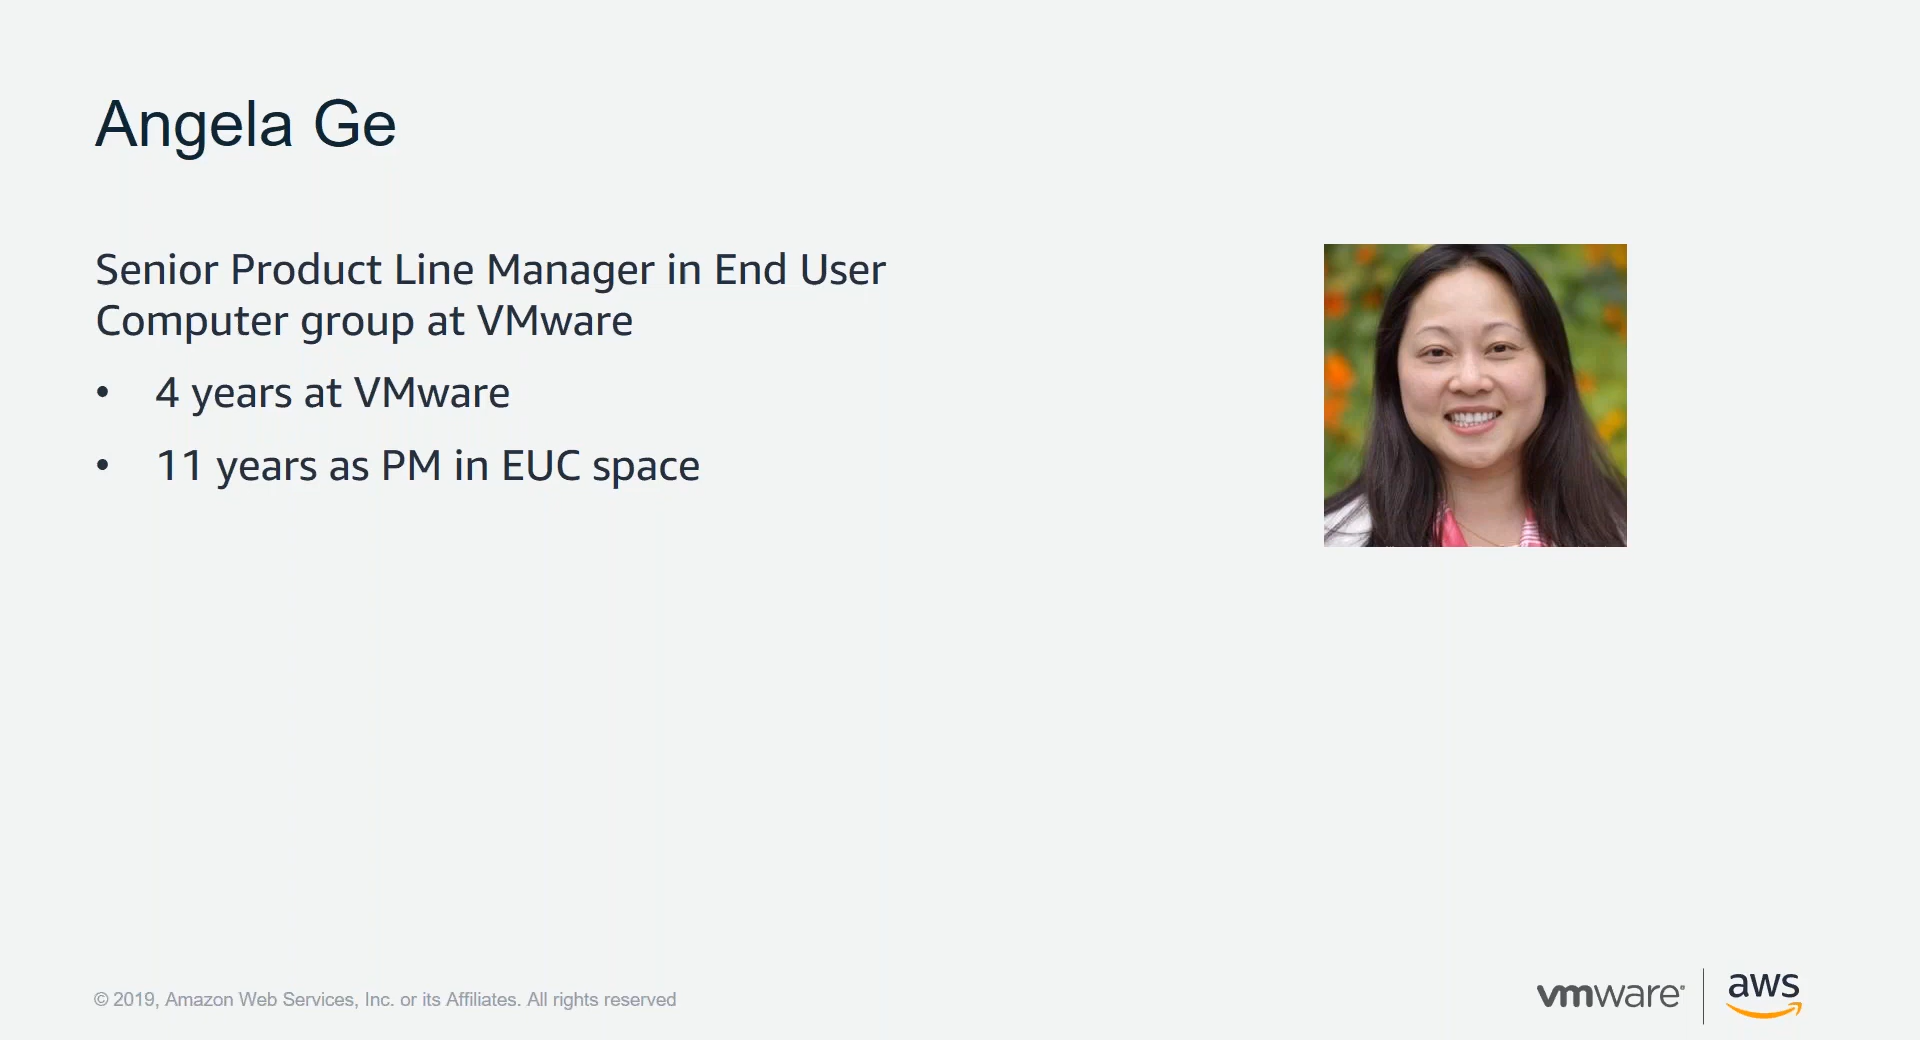 Angela Ge
Senior Product Line Manager in End User
Computer group at VMware
• 4 years at VMware
• 11 years as PM in EUC space
© 2019, Amazon Web Services, Inc. or its Affiliates. All rights reserved
vmware®
aws